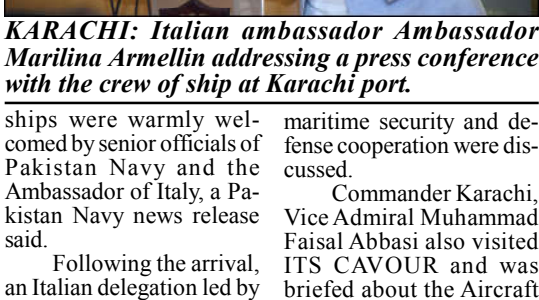 KARACHI: Italian ambassador Ambassador
Marilina Armellin addressing a press conference
with the crew of ship at Karachi port.
ships were warmly wel-
comed by senior officials of
Pakistan Navy and the
Ambassador of Italy, a Pa-
kistan Navy news release
said.
Following the arrival,
an Italian delegation led by
maritime security and de-
fense cooperation were dis-
cussed.
Commander Karachi,
Vice Admiral Muhammad
Faisal Abbasi also visited
ITS CAVOUR and was
briefed about the Aircraft